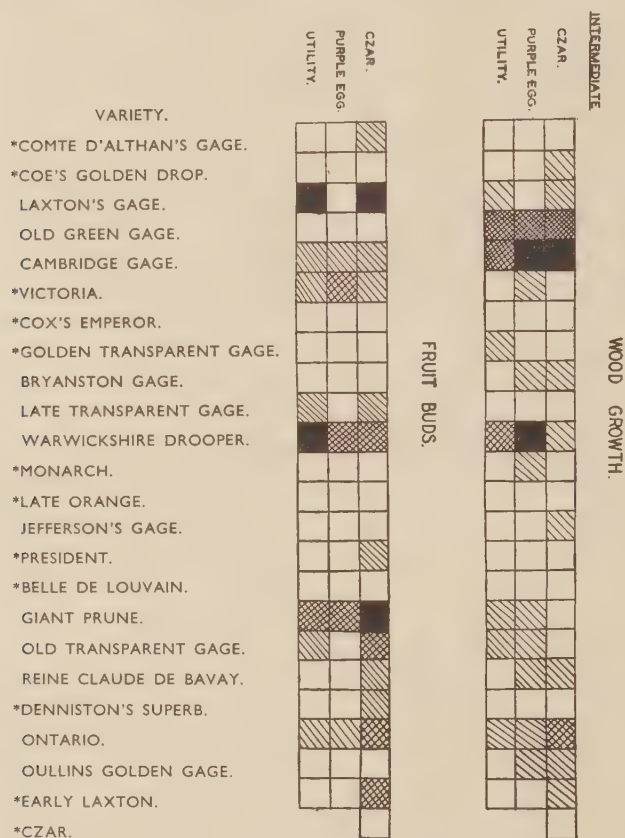 INTERMEDIATE
UTILITY.
PURPLE EGG.
CZAR.
UTILITY.
PURPLE EGG.
CZAR.
VARIETY.
*COMTE D'ALTHAN'S GAGE.
*COE'S GOLDEN DROP.
LAXTON'S GAGE.
OLD GREEN GAGE.
CAMBRIDGE GAGE.
*VICTORIA.
*COX'S EMPEROR.
*GOLDEN TRANSPARENT GAGE.
BRYANSTON GAGE.
LATE TRANSPARENT GAGE.
WARWICKSHIRE DROOPER.
*MONARCH.
*LATE ORANGE.
JEFFERSON'S GAGE.
*PRESIDENT.
*BELLE DE LOUVAIN.
GIANT PRUNE.
OLD TRANSPARENT GAGE.
REINE CLAUDE DE BAVAY.
*DENNISTON'S SUPERB.
ONTARIO.
OULLINS GOLDEN GAGE.
*EARLY LAXTON.
*CZAR.
FRUIT BUDS.
WOOD GROWTH.